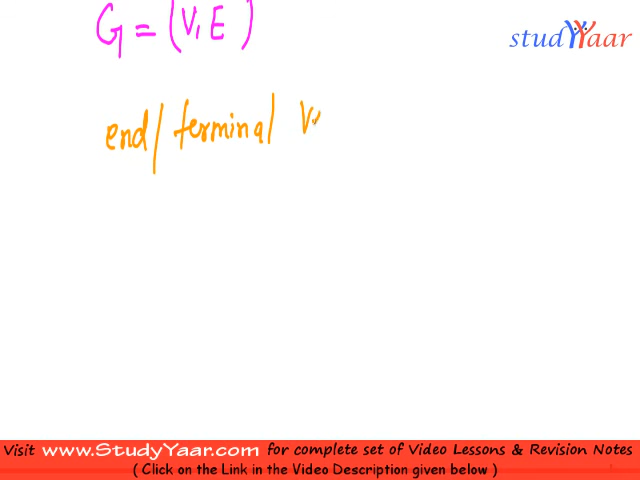 G = (V, E)
studYYaar
end/ terminal V
Visit www.StudyYaar.com for complete set of Video Lessons & Revision Notes
( Click on the Link in the Video Description given below )